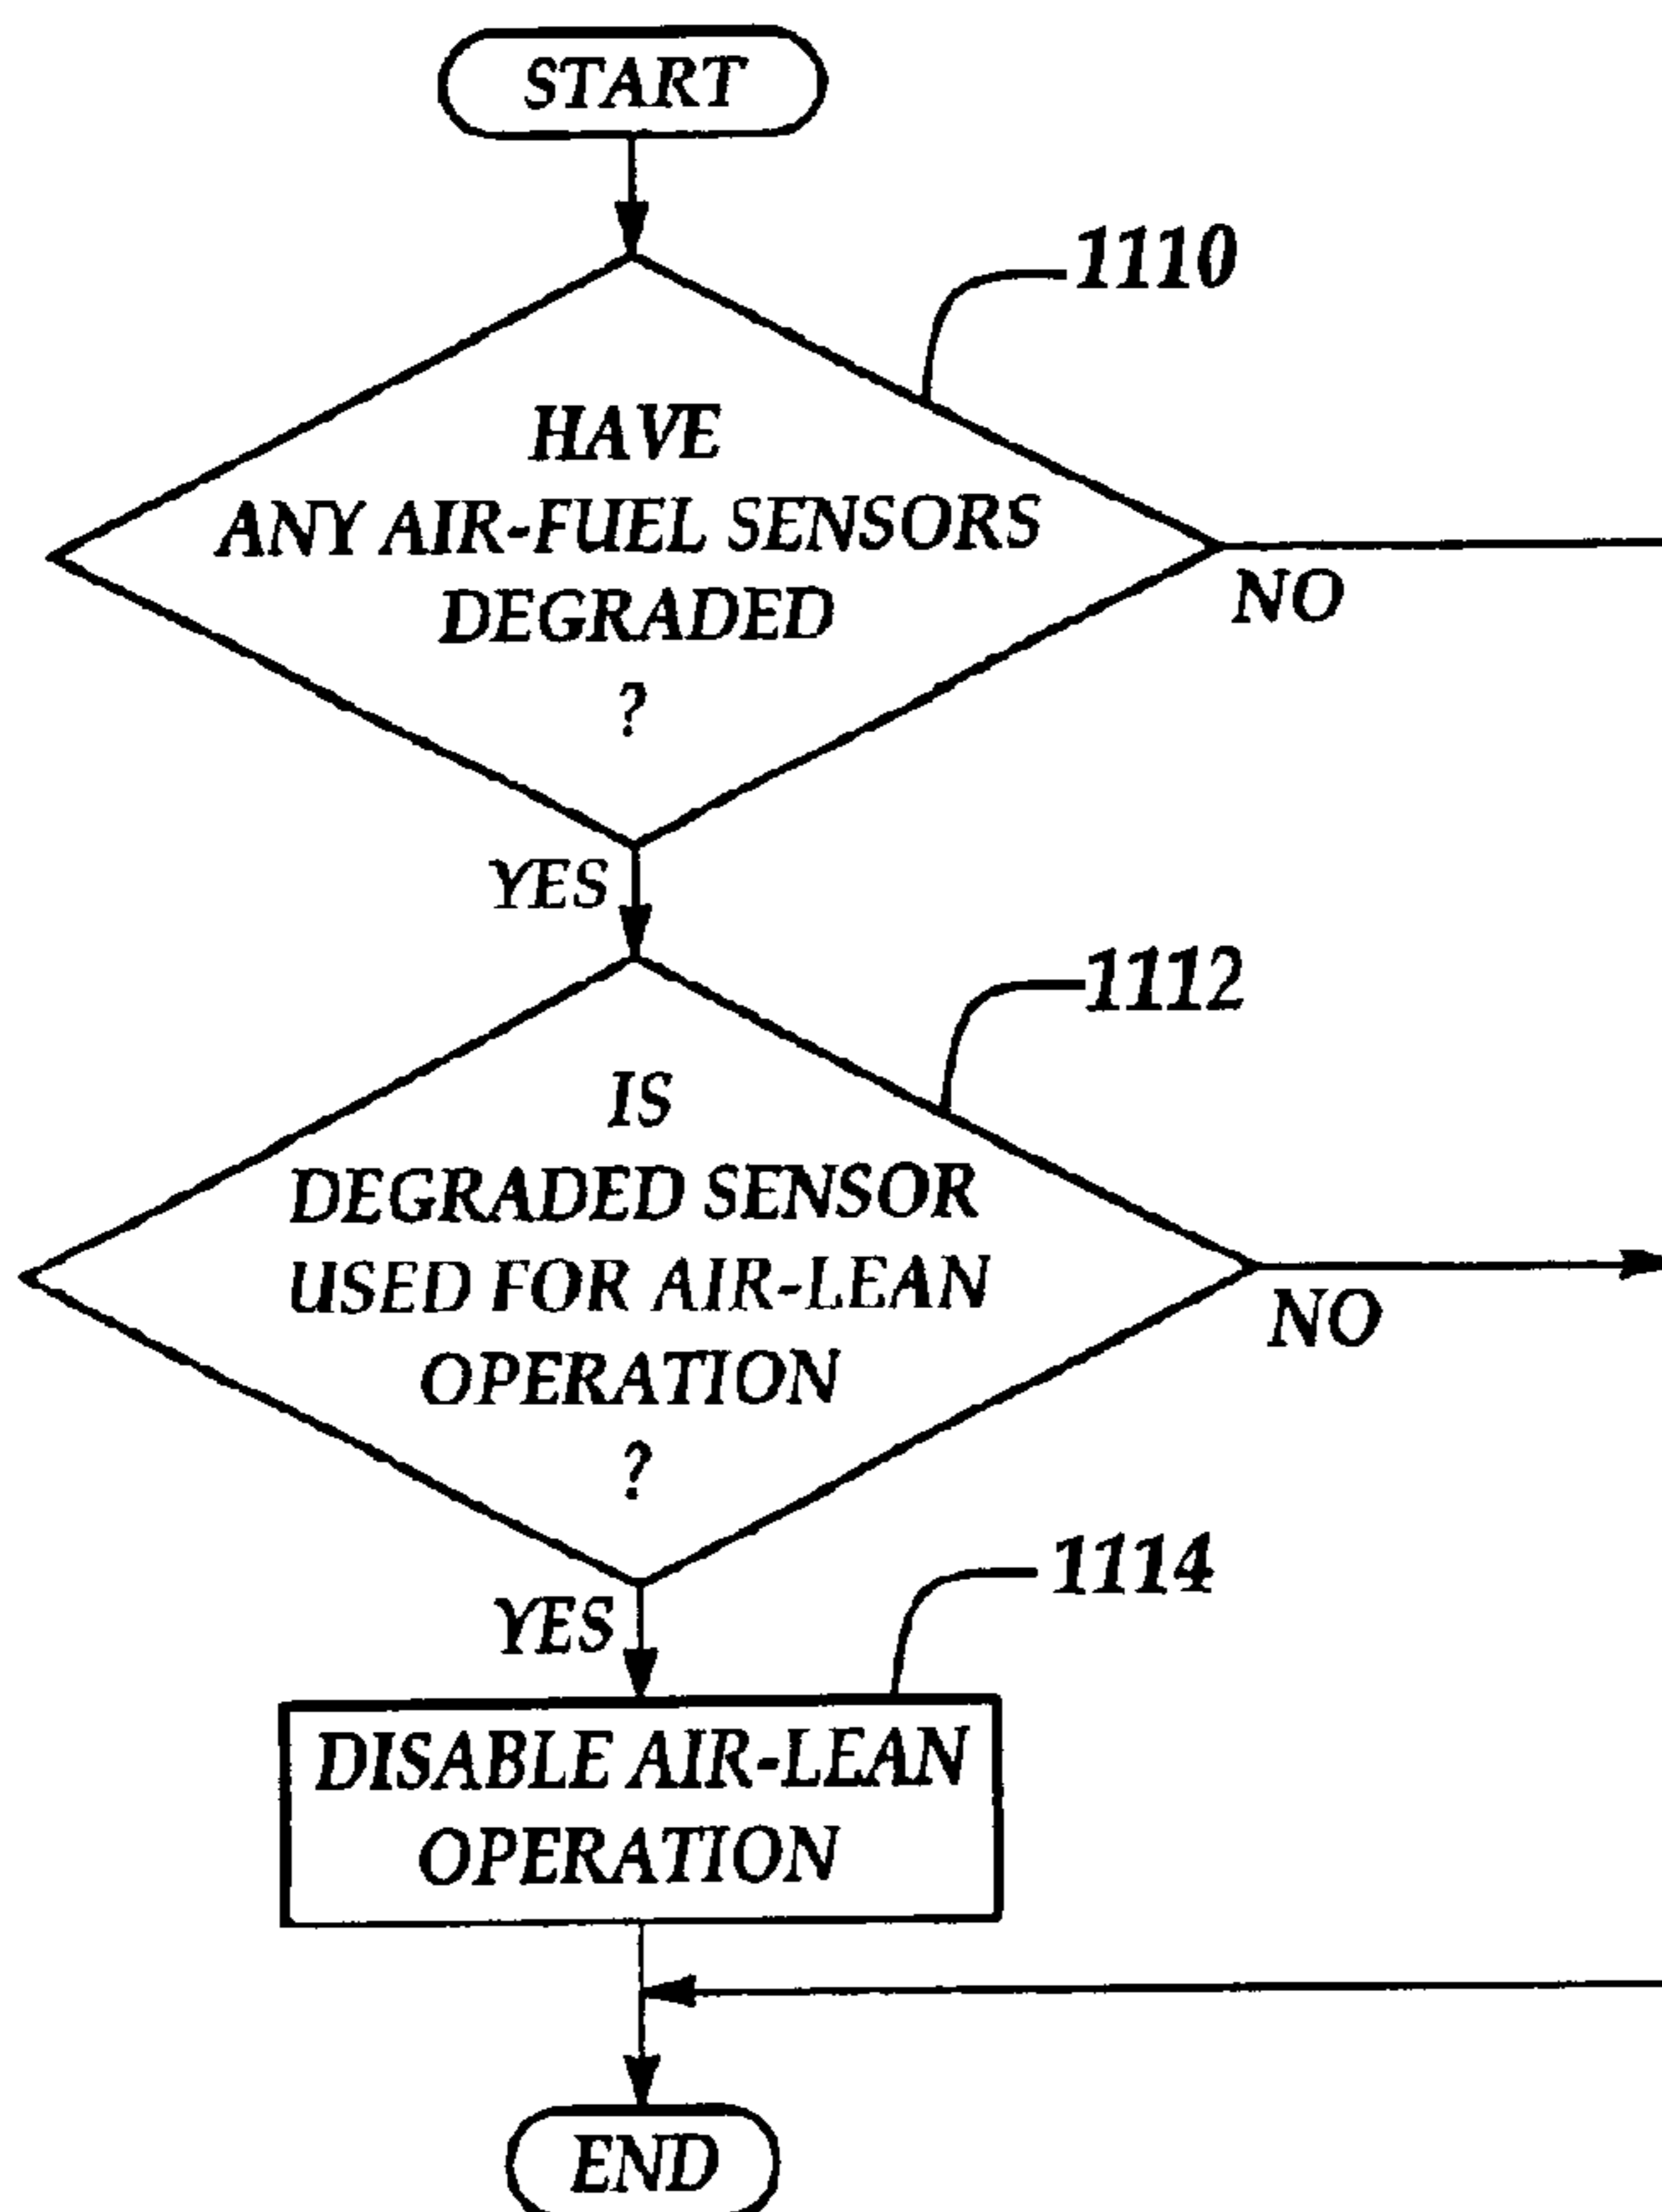 START
1110
HAVE
ANY AIR-FUEL SENSORS
DEGRADED
?
NO
YES
1112
IS
DEGRADED SENSOR
USED FOR AIR-LEAN
OPERATION
?
NO
YES
1114
DISABLE AIR-LEAN
OPERATION
END